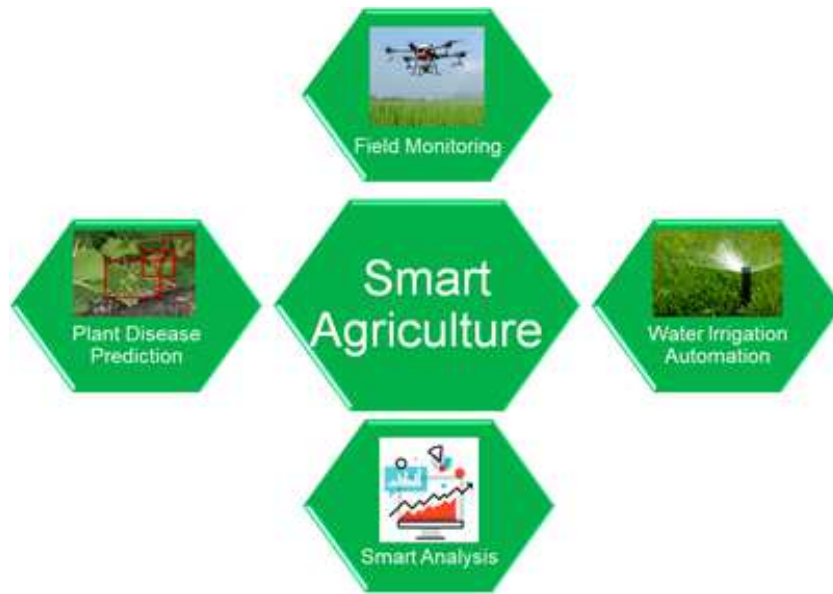 Field Monitoring
Plant Disease
Prediction
Smart
Agriculture
Water Irrigation
Automation
Smart Analysis